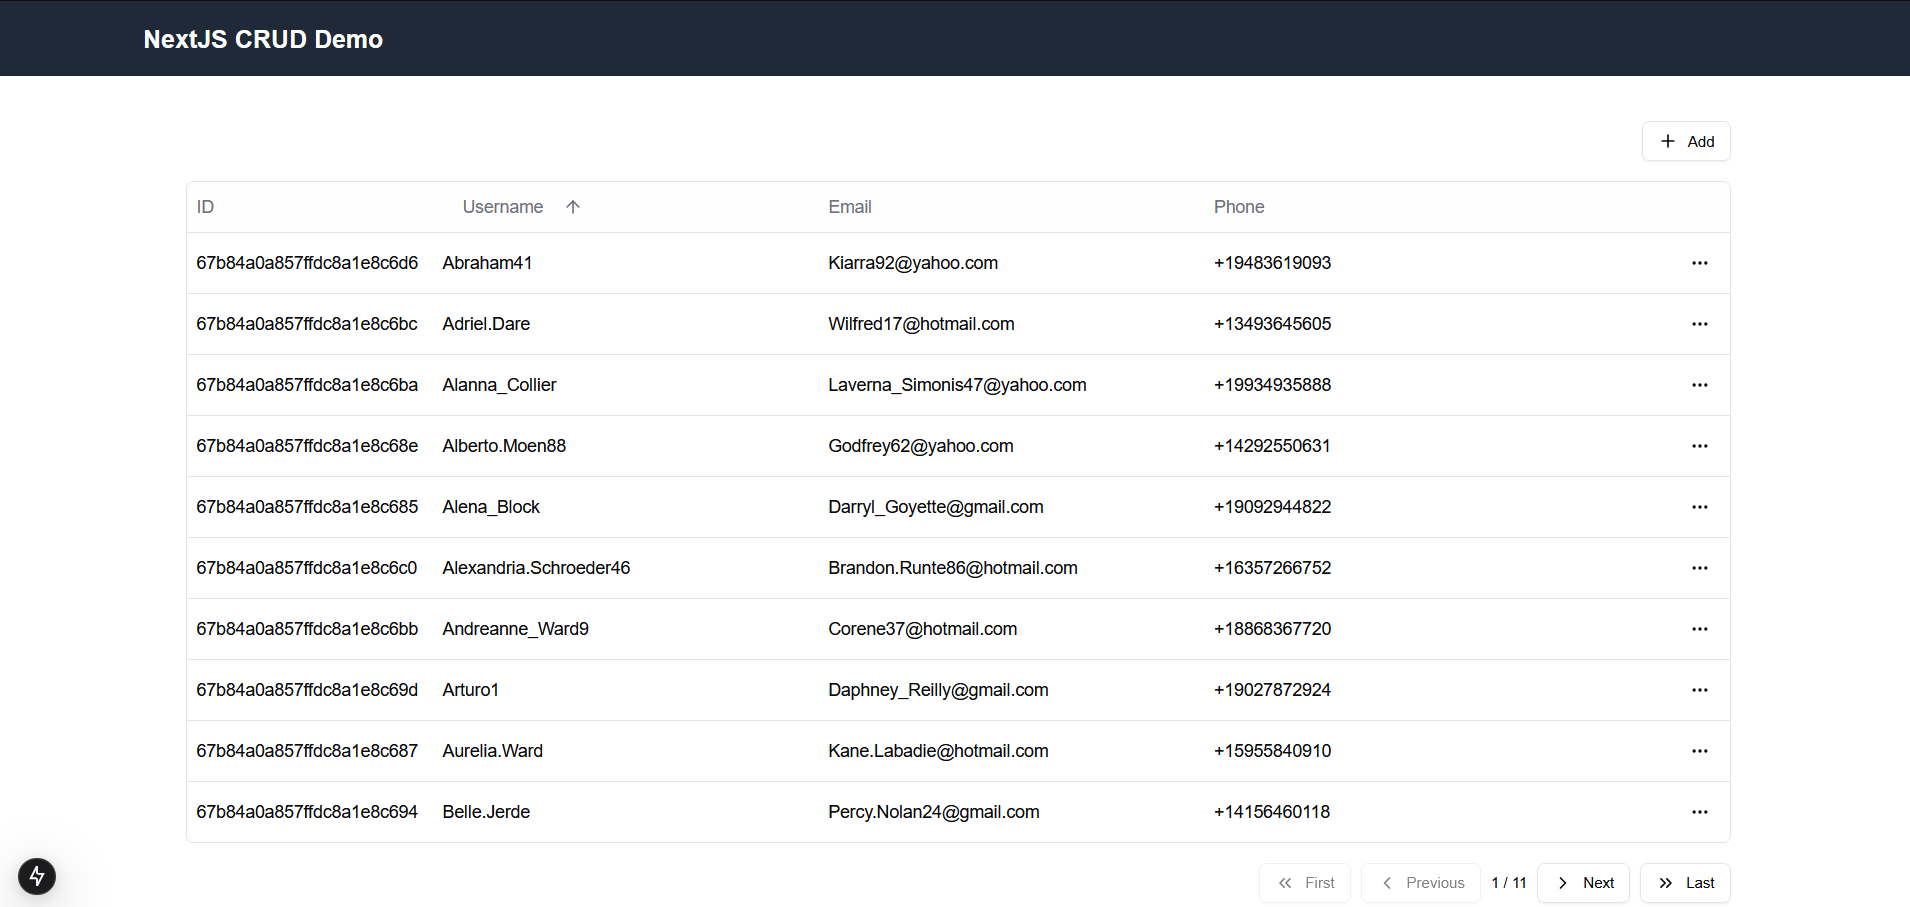 NextJS CRUD Demo
Add
ID Username Email Phone
67b84a0a857ffdc8a1e8c6d6 Abraham41 Kiarra92@yahoo.com +19483619093
67b84a0a857ffdc8a1e8c6bc Adriel.Dare Wilfred17@hotmail.com +13493645605
67b84a0a857ffdc8a1e8c6ba Alanna_Collier Laverna_Simonis47@yahoo.com +19934935888
67b84a0a857ffdc8a1e8c68e Alberto.Moen88 Godfrey62@yahoo.com +14292550631
67b84a0a857ffdc8a1e8c685 Alena_Block Darryl_Goyette@gmail.com +19092944822
67b84a0a857ffdc8a1e8c6c0 Alexandria.Schroeder46 Brandon.Runte86@hotmail.com +16357266752
67b84a0a857ffdc8a1e8c6bb Andreanne_Ward9 Corene37@hotmail.com +18868367720
67b84a0a857ffdc8a1e8c69d Arturo1 Daphney_Reilly@gmail.com +19027872924
67b84a0a857ffdc8a1e8c687 Aurelia.Ward Kane.Labadie@hotmail.com +15955840910
67b84a0a857ffdc8a1e8c694 Belle.Jerde Percy.Nolan24@gmail.com +14156460118
First Previous 1 / 11 Next Last